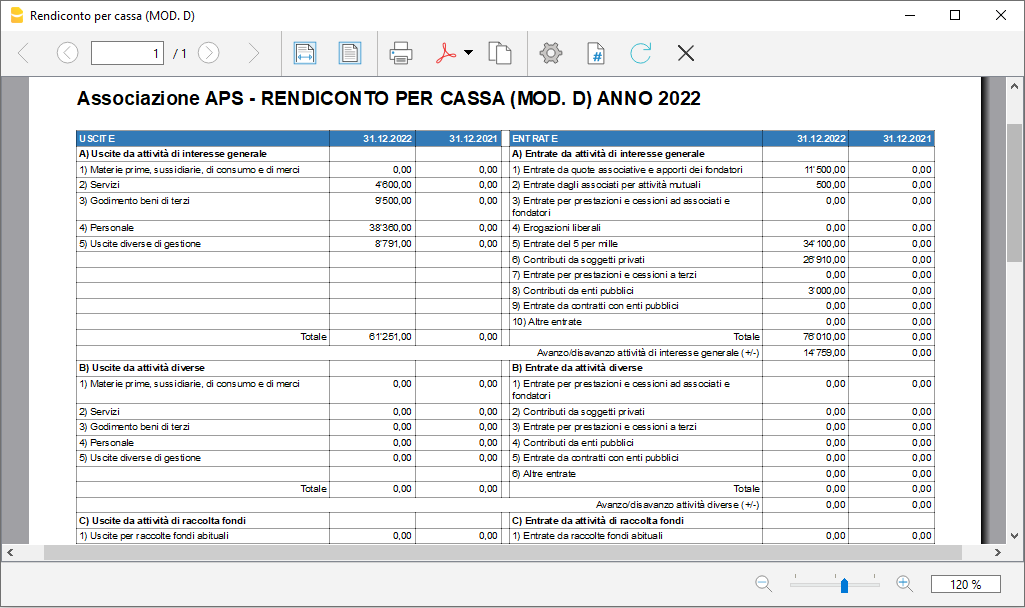 Rendiconto per cassa (MOD. D)
1 / 1
Associazione APS - RENDICONTO PER CASSA (MOD. D) ANNO 2022
USCITE 31.12.2022 31.12.2021 ENTRATE 31.12.2022 31.12.2021
A) Uscite da attività di interesse generale A) Entrate da attività di interesse generale
1) Materie prime, sussidiarie, di consumo e di merci 0,00 0,00 1) Entrate da quote associative e apporti dei fondatori 11'500,00 0,00
2) Servizi 4'600,00 0,00 2) Entrate dagli associati per attività mutuali 500,00 0,00
3) Godimento beni di terzi 9'500,00 0,00 3) Entrate per prestazioni e cessioni ad associati e 0,00 0,00
fondatori
4) Personale 38'360,00 0,00 4) Erogazioni liberali 0,00 0,00
5) Uscite diverse di gestione 8'791,00 0,00 5) Entrate del 5 per mille 34'100,00 0,00
6) Contributi da soggetti privati 26'910,00 0,00
7) Entrate per prestazioni e cessioni a terzi 0,00 0,00
8) Contributi da enti pubblici 3'000,00 0,00
9) Entrate da contratti con enti pubblici 0,00 0,00
10) Altre entrate 0,00 0,00
Totale 61'251,00 0,00 Totale 76'010,00 0,00
Avanzo/disavanzo attività di interesse generale (+/-) 14'759,00 0,00
B) Uscite da attività diverse B) Entrate da attività diverse
1) Materie prime, sussidiarie, di consumo e di merci 0,00 0,00 1) Entrate per prestazioni e cessioni ad associati e 0,00 0,00
fondatori
2) Servizi 0,00 0,00 2) Contributi da soggetti privati 0,00 0,00
3) Godimento beni di terzi 0,00 0,00 3) Entrate per prestazioni e cessioni a terzi 0,00 0,00
4) Personale 0,00 0,00 4) Contributi da enti pubblici 0,00 0,00
5) Uscite diverse di gestione 0,00 0,00 5) Entrate da contratti con enti pubblici 0,00 0,00
6) Altre entrate 0,00 0,00
Totale 0,00 0,00 Totale 0,00 0,00
Avanzo/disavanzo attività diverse (+/-) 0,00 0,00
C) Uscite da attività di raccolta fondi C) Entrate da attività di raccolta fondi
1) Uscite per raccolte fondi abituali 0,00 0,00 1) Entrate da raccolte fondi abituali 0,00 0,00
120 %